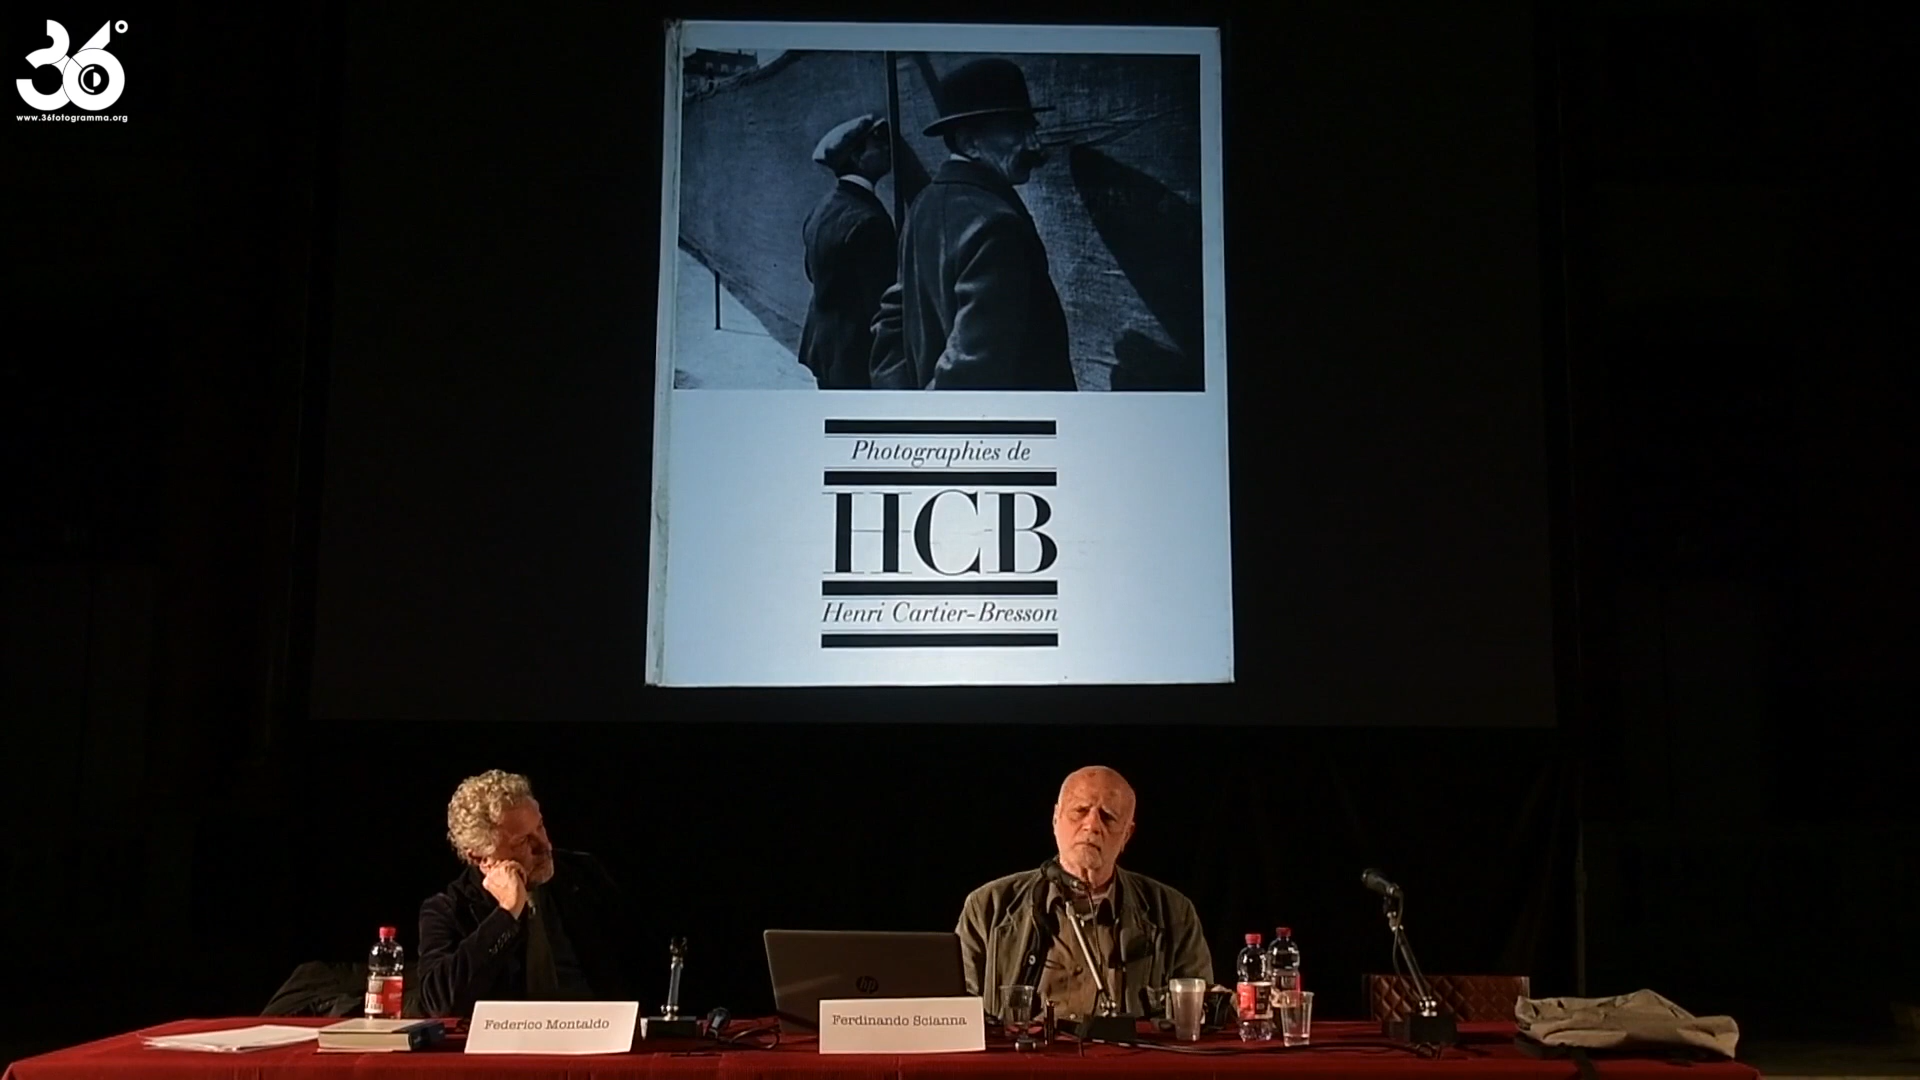 36°
www.36fotogramma.org
Photographies de
HCB
Henri Cartier-Bresson
hp
Federico Montaldo
Ferdinando Scianna